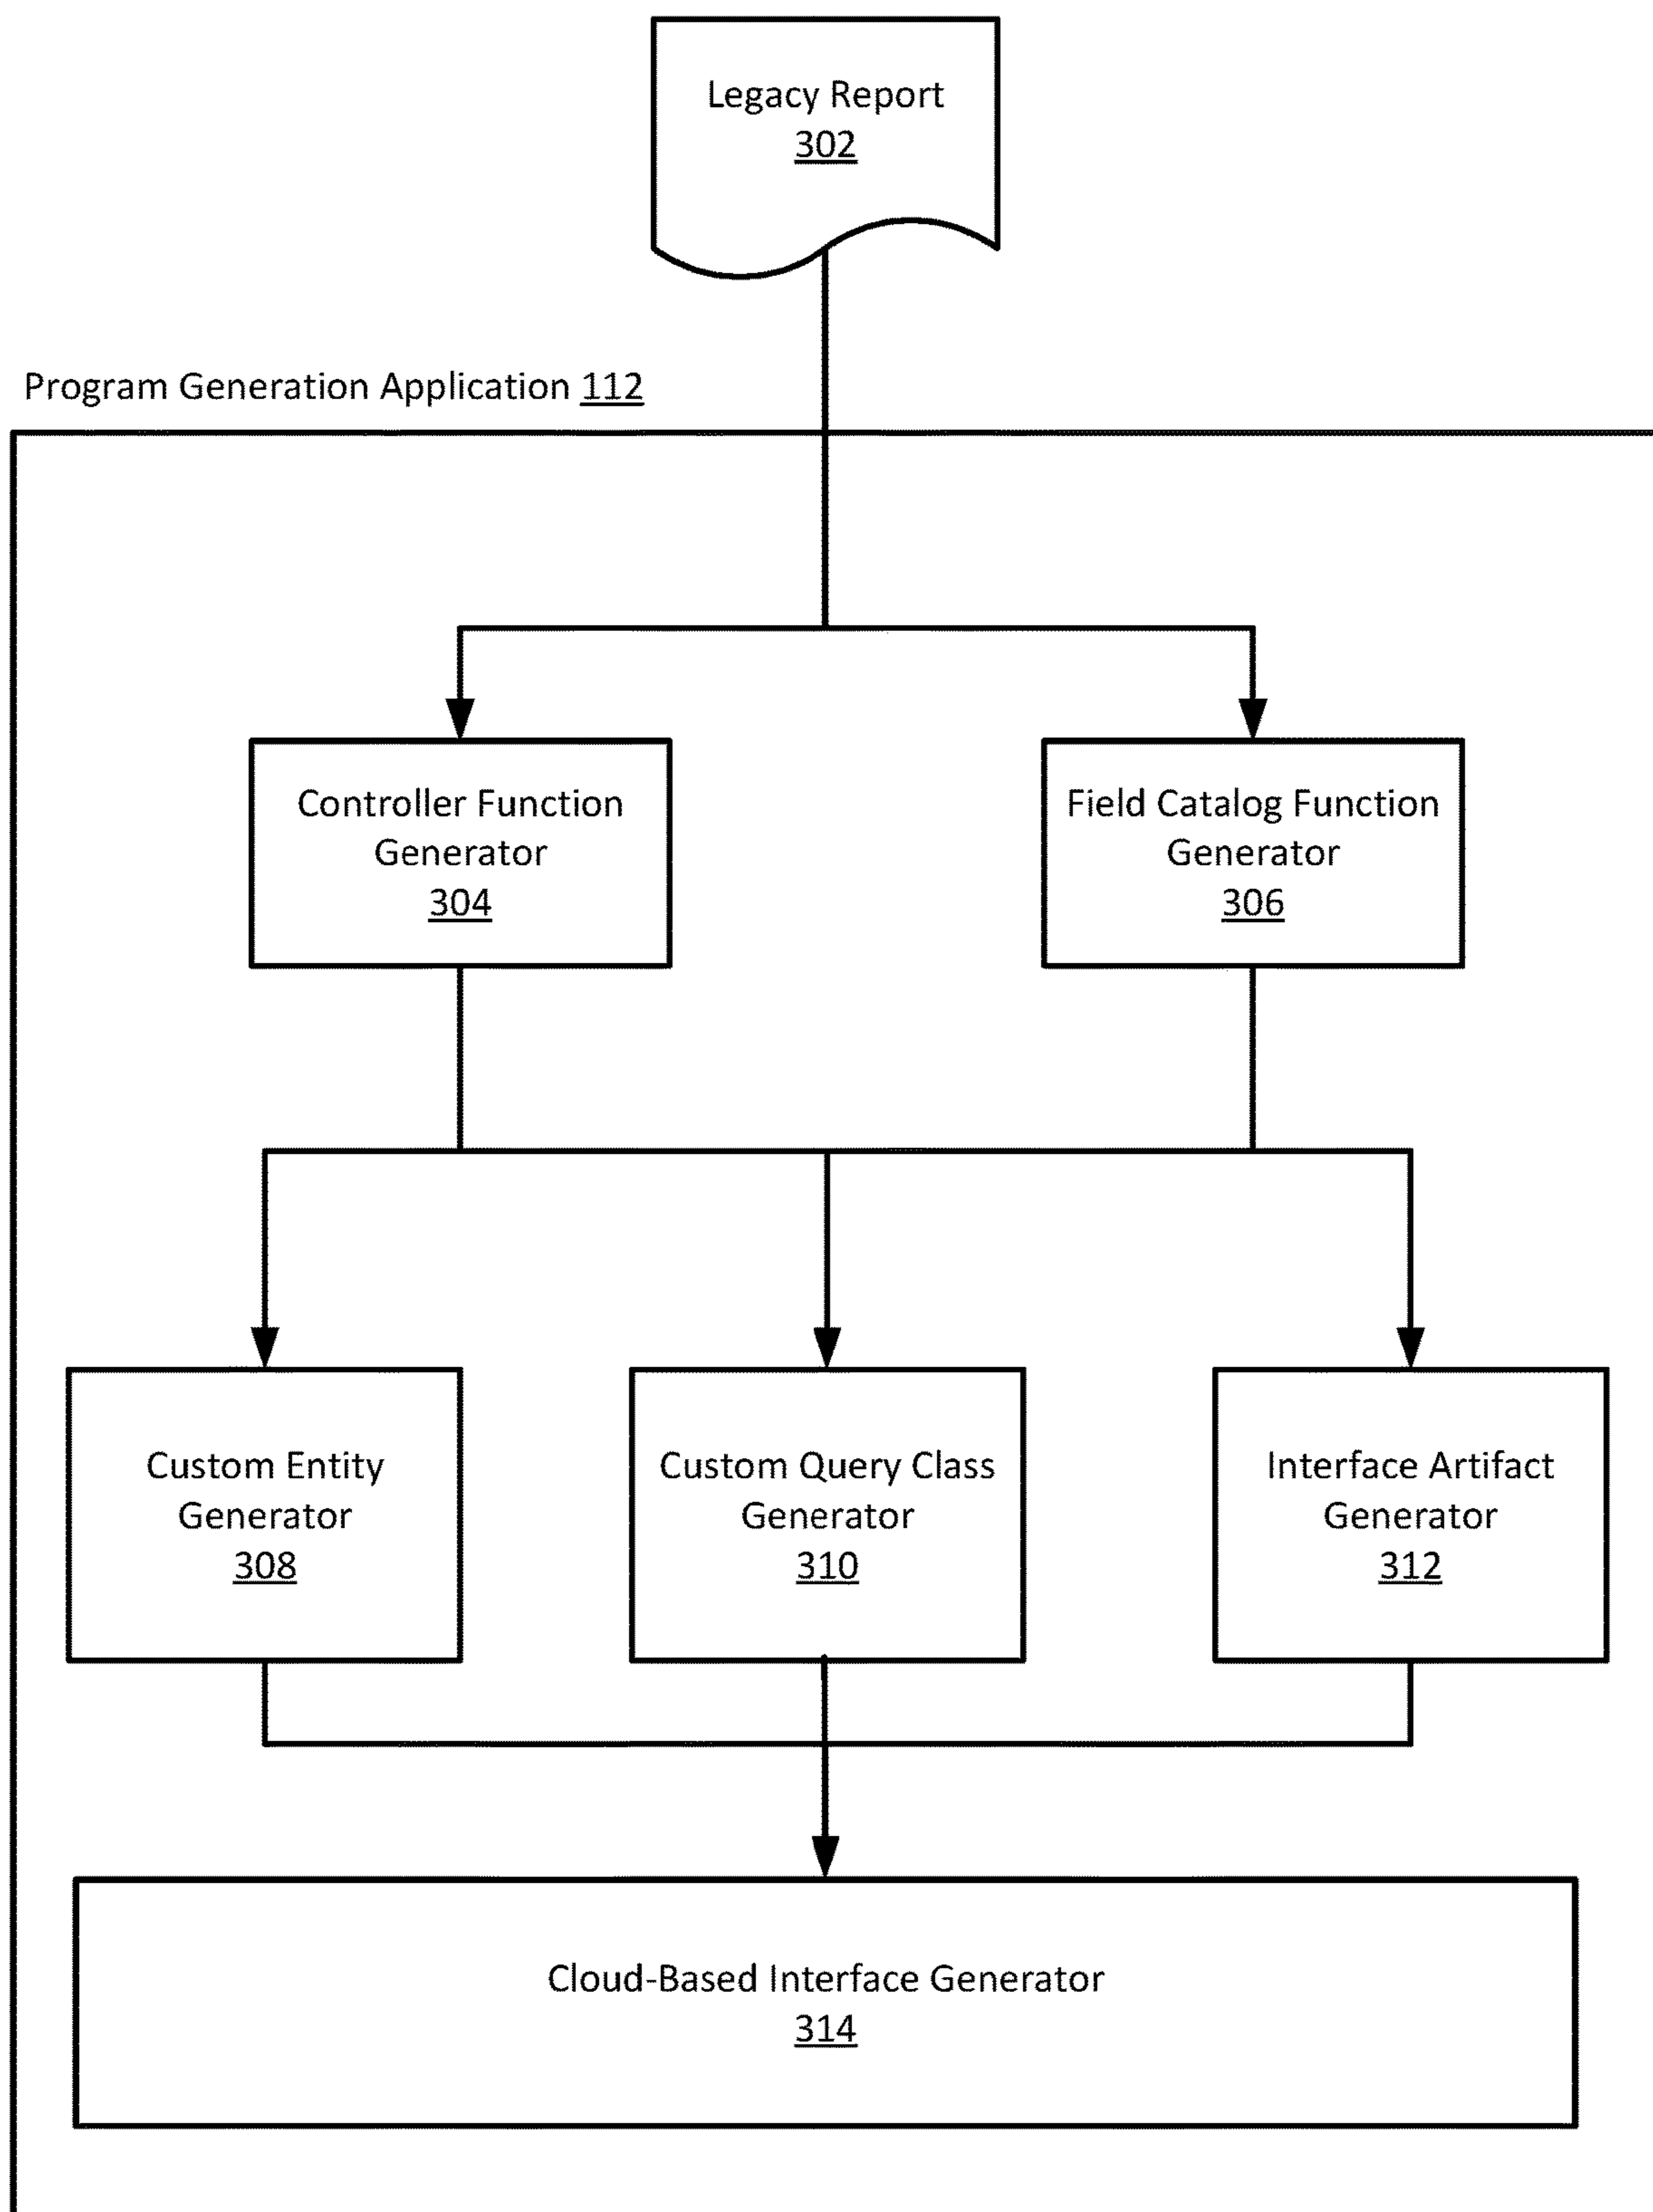 Legacy Report
302
Program Generation Application 112
Controller Function
Generator
304
Field Catalog Function
Generator
306
Custom Entity
Generator
308
Custom Query Class
Generator
310
Interface Artifact
Generator
312
Cloud-Based Interface Generator
314